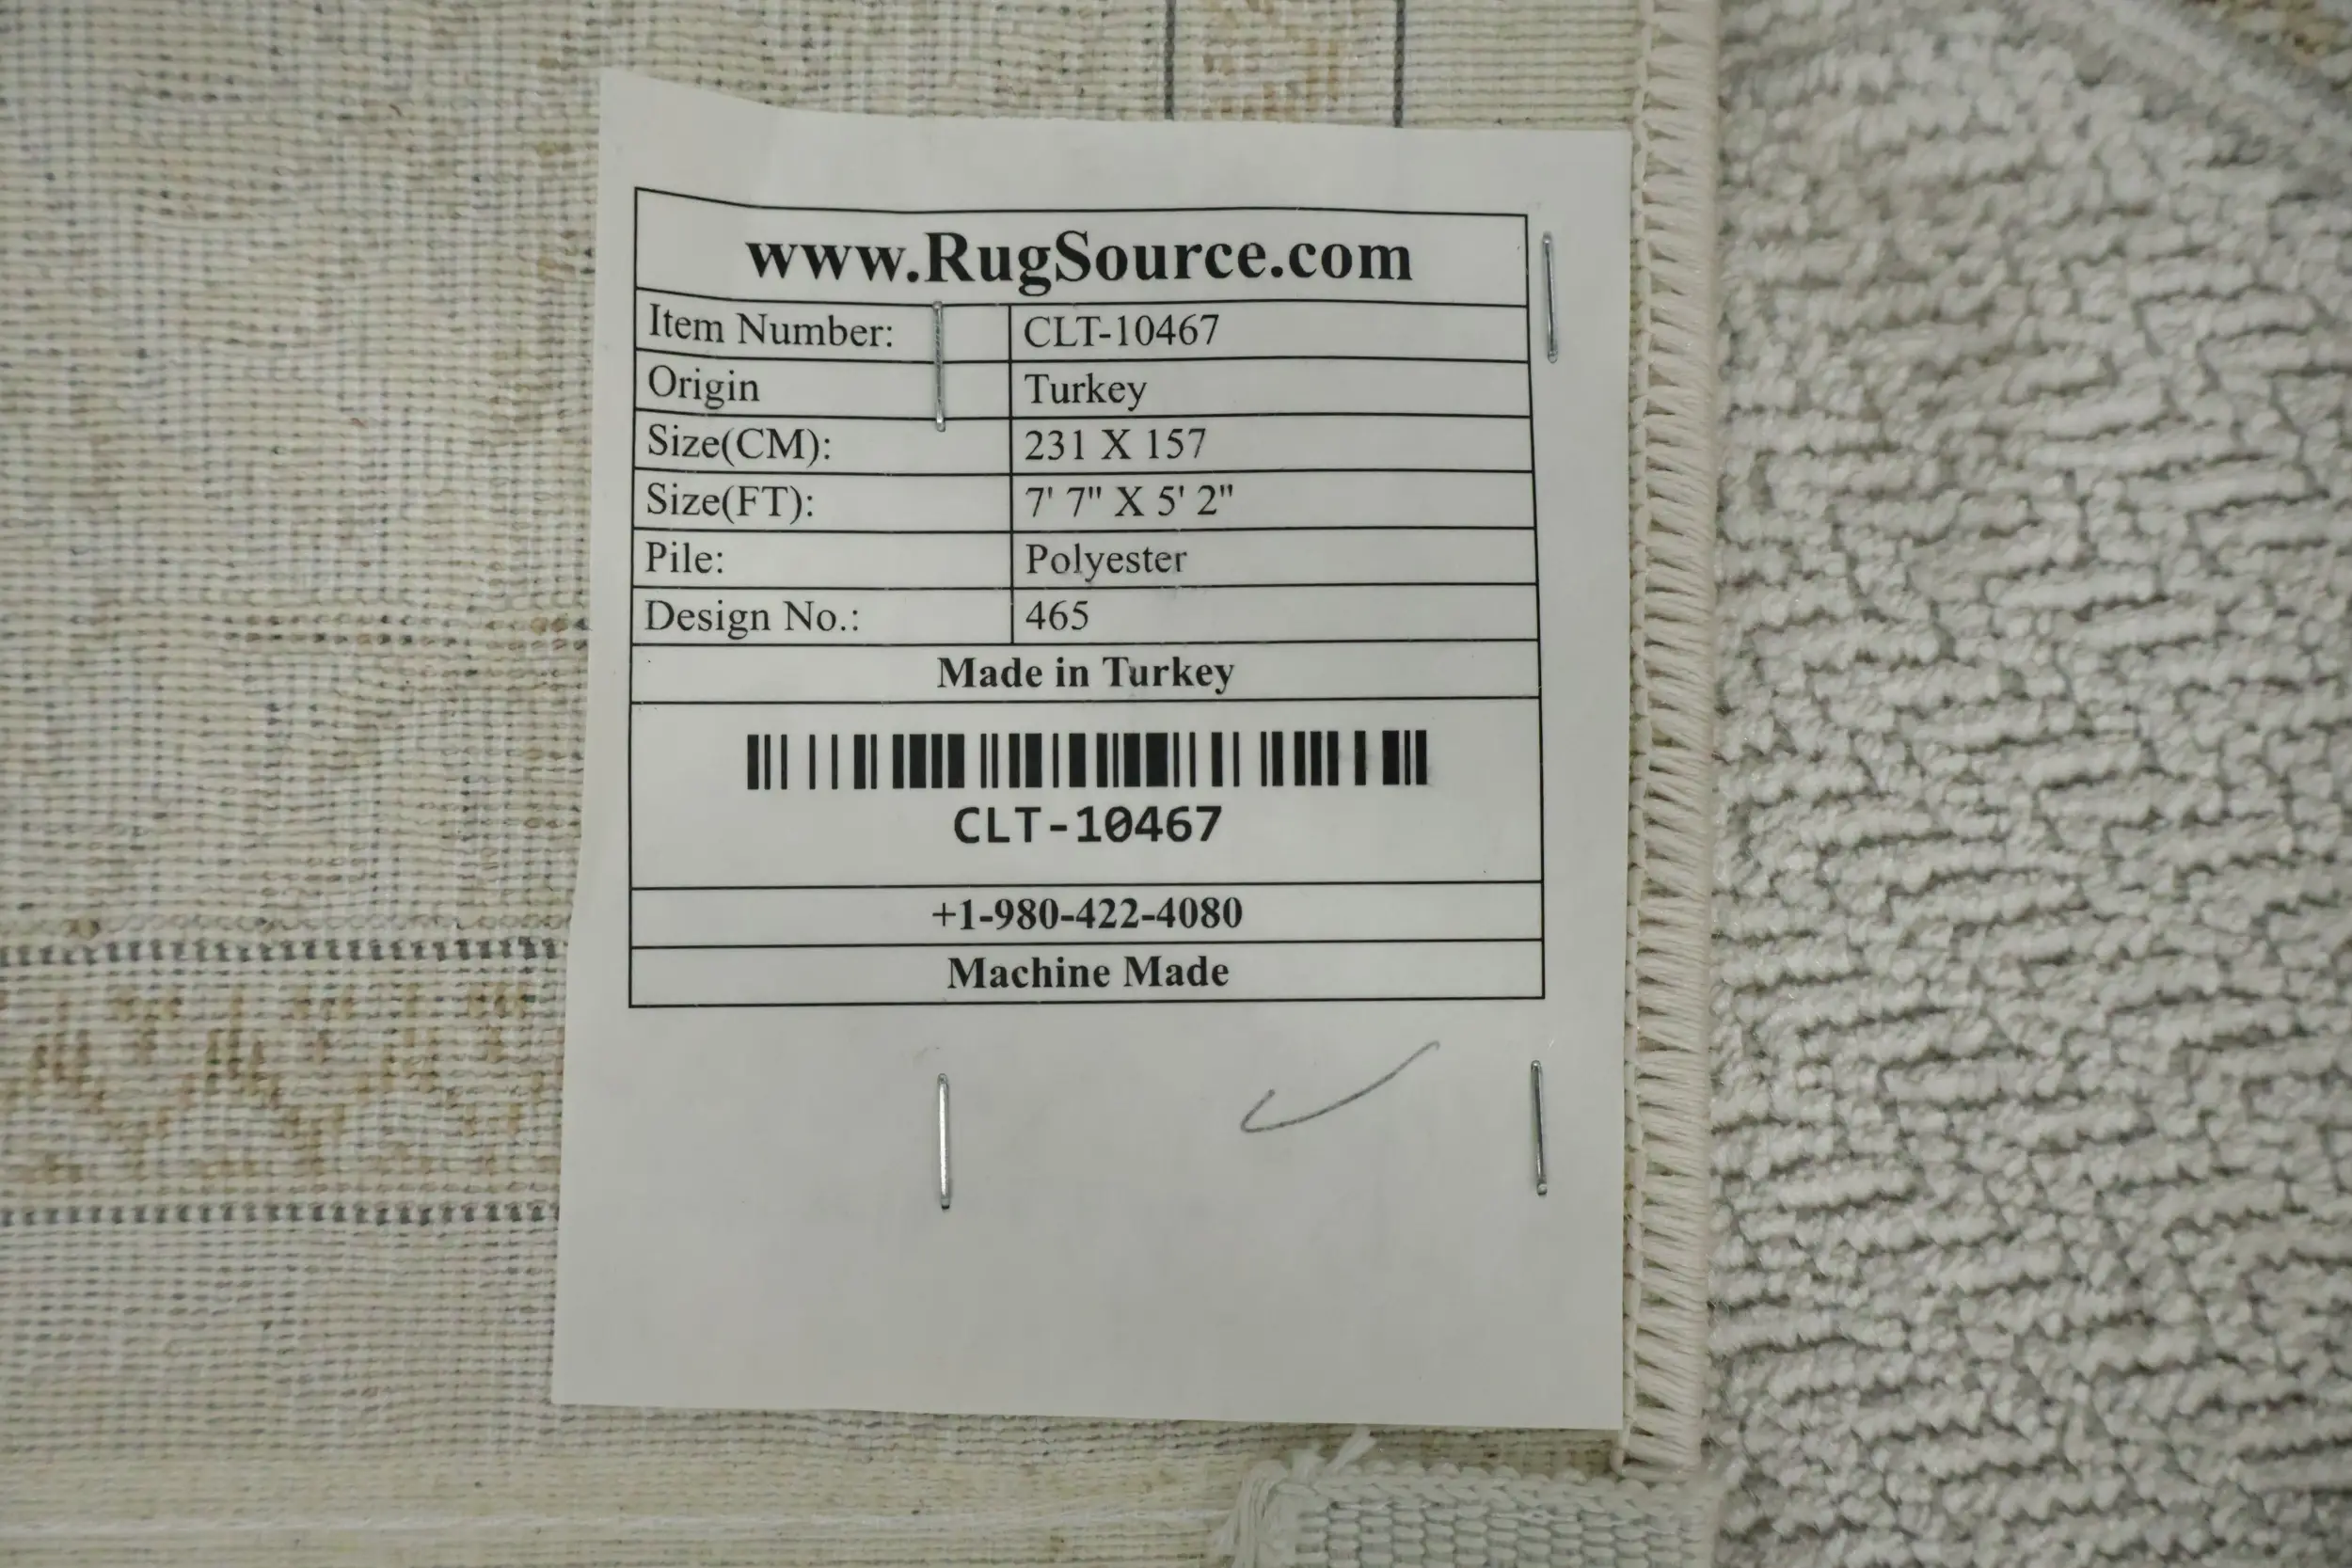 www.RugSource.com
Item Number: CLT-10467
Origin Turkey
Size(CM): 231 X 157
Size(FT): 7' 7" X 5' 2"
Pile: Polyester
Design No.: 465
Made in Turkey
CLT-10467
+1-980-422-4080
Machine Made